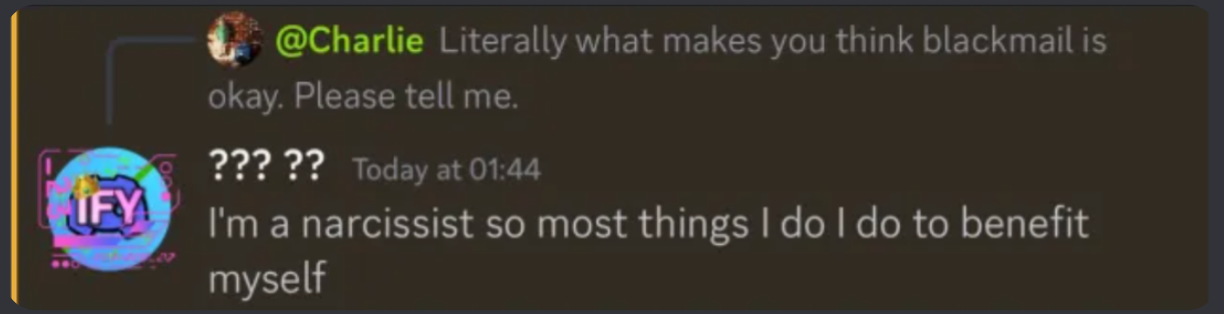 @Charlie Literally what makes you think blackmail is
okay. Please tell me.
??? ?? Today at 01:44
IFY
I'm a narcissist so most things I do I do to benefit
myself